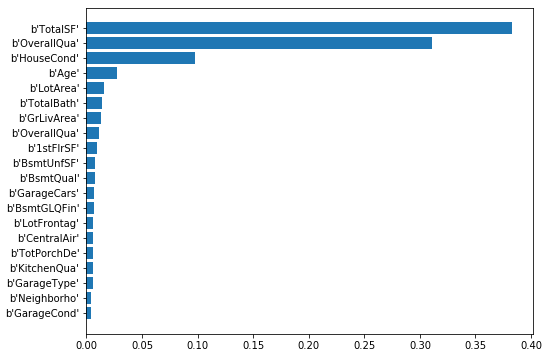 b'TotalSF'
b'OverallQua'
b'HouseCond'
b'Age'
b'LotArea'
b'TotalBath'
b'GrLivArea'
b'OverallQua'
b'1stFlrSF'
b'BsmtUnfSF'
b'BsmtQual'
b'GarageCars'
b'BsmtGLQFin'
b'LotFrontag'
b'CentralAir'
b'TotPorchDe'
b'KitchenQua'
b'GarageType'
b'Neighborho'
b'GarageCond'
0.00 0.05 0.10 0.15 0.20 0.25 0.30 0.35 0.40